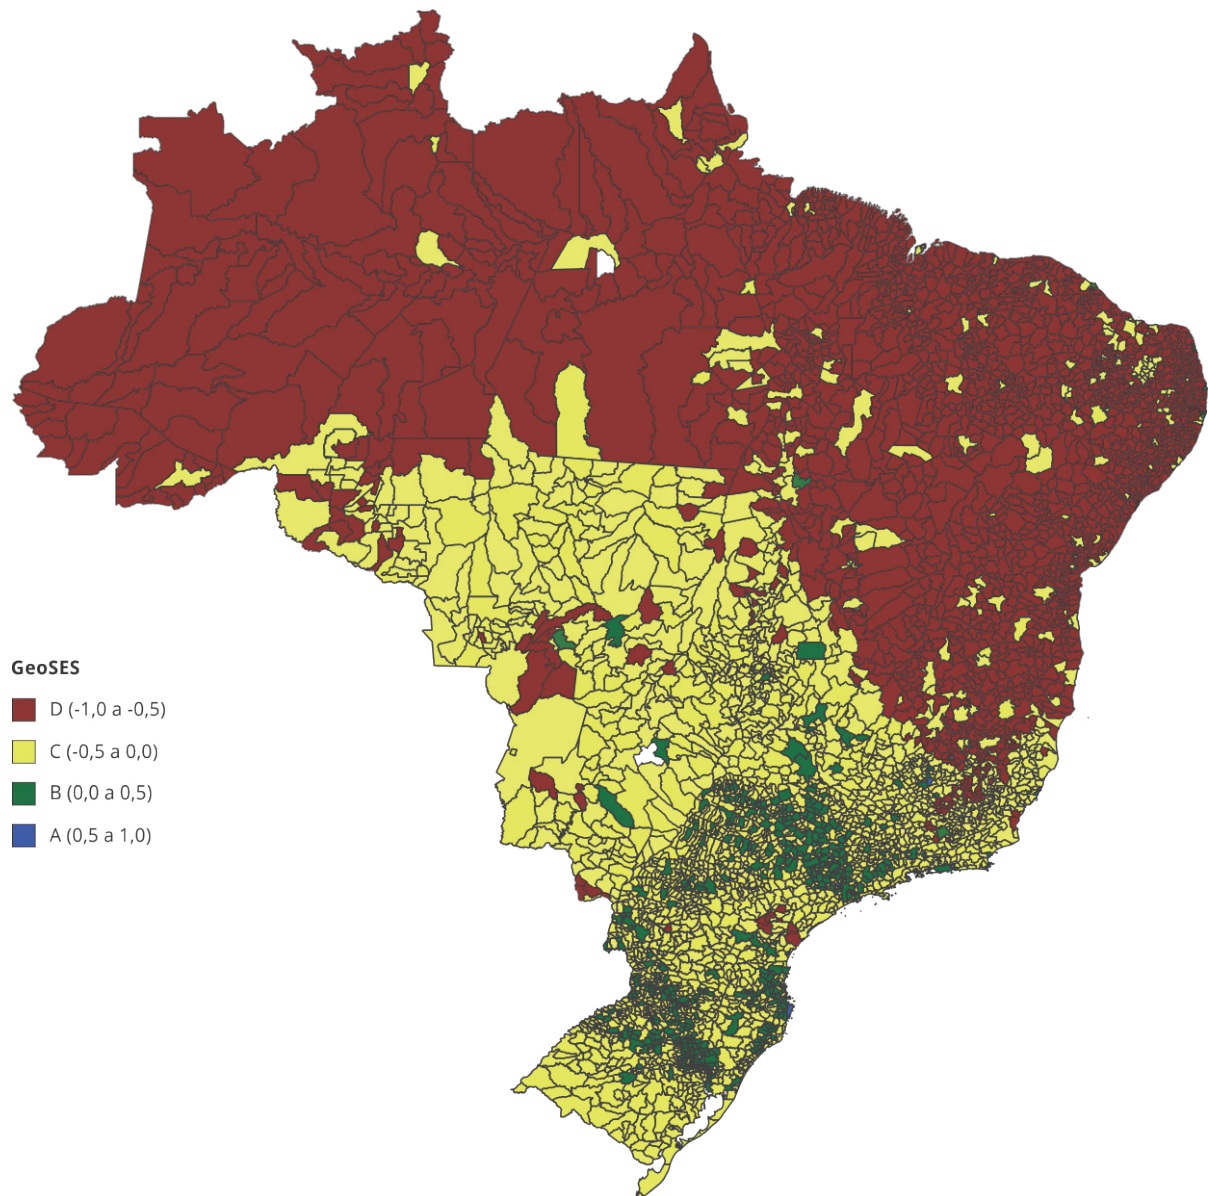 GeoSES
D (-1,0 a -0,5)
C (-0,5 a 0,0)
B (0,0 a 0,5)
A (0,5 a 1,0)